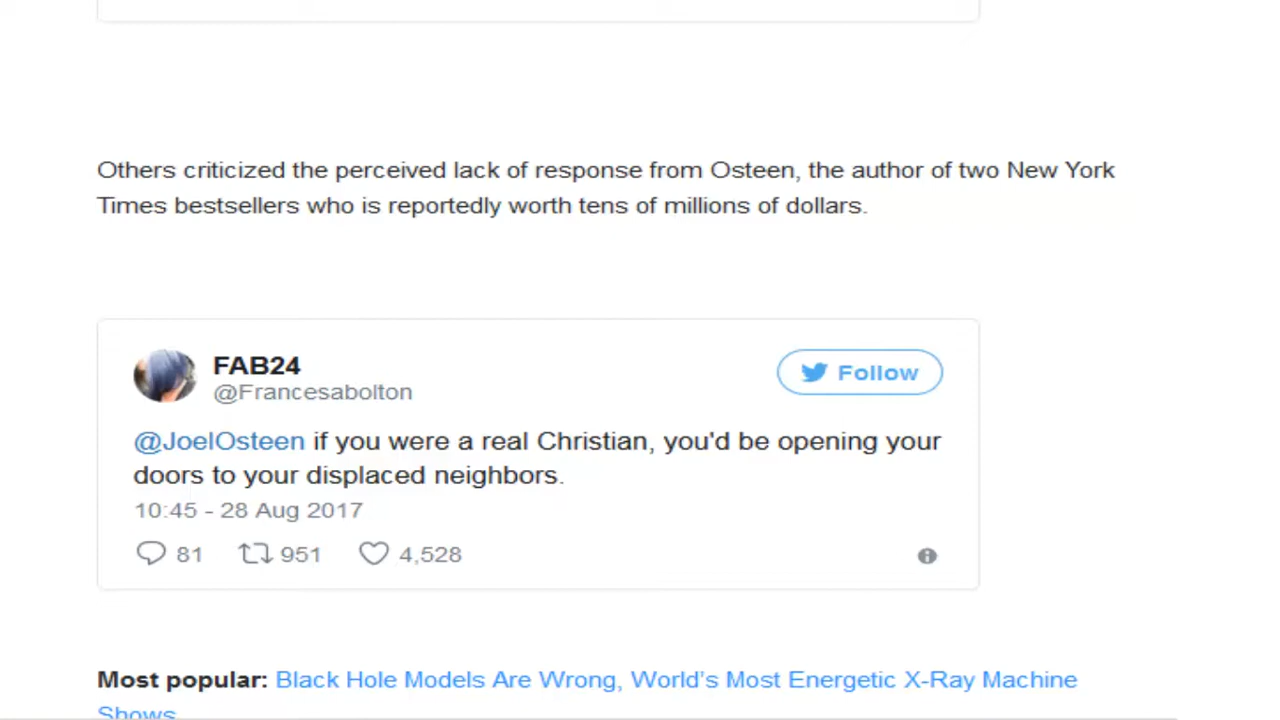 Others criticized the perceived lack of response from Osteen, the author of two New York
Times bestsellers who is reportedly worth tens of millions of dollars.
FAB24
@Francesabolton
Follow
@JoelOsteen if you were a real Christian, you'd be opening your
doors to your displaced neighbors.
10:45 - 28 Aug 2017
81 951 4,528
Most popular: Black Hole Models Are Wrong, World's Most Energetic X-Ray Machine
Shows